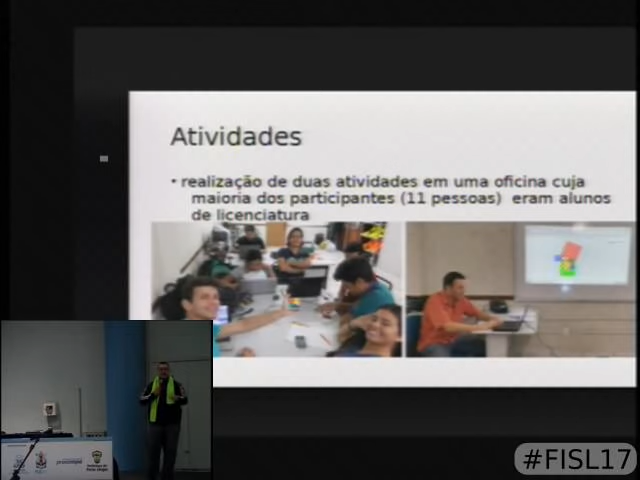 Atividades
• realização de duas atividades em uma oficina cuja
maioria dos participantes (11 pessoas) eram alunos
de licenciatura
#FISL17